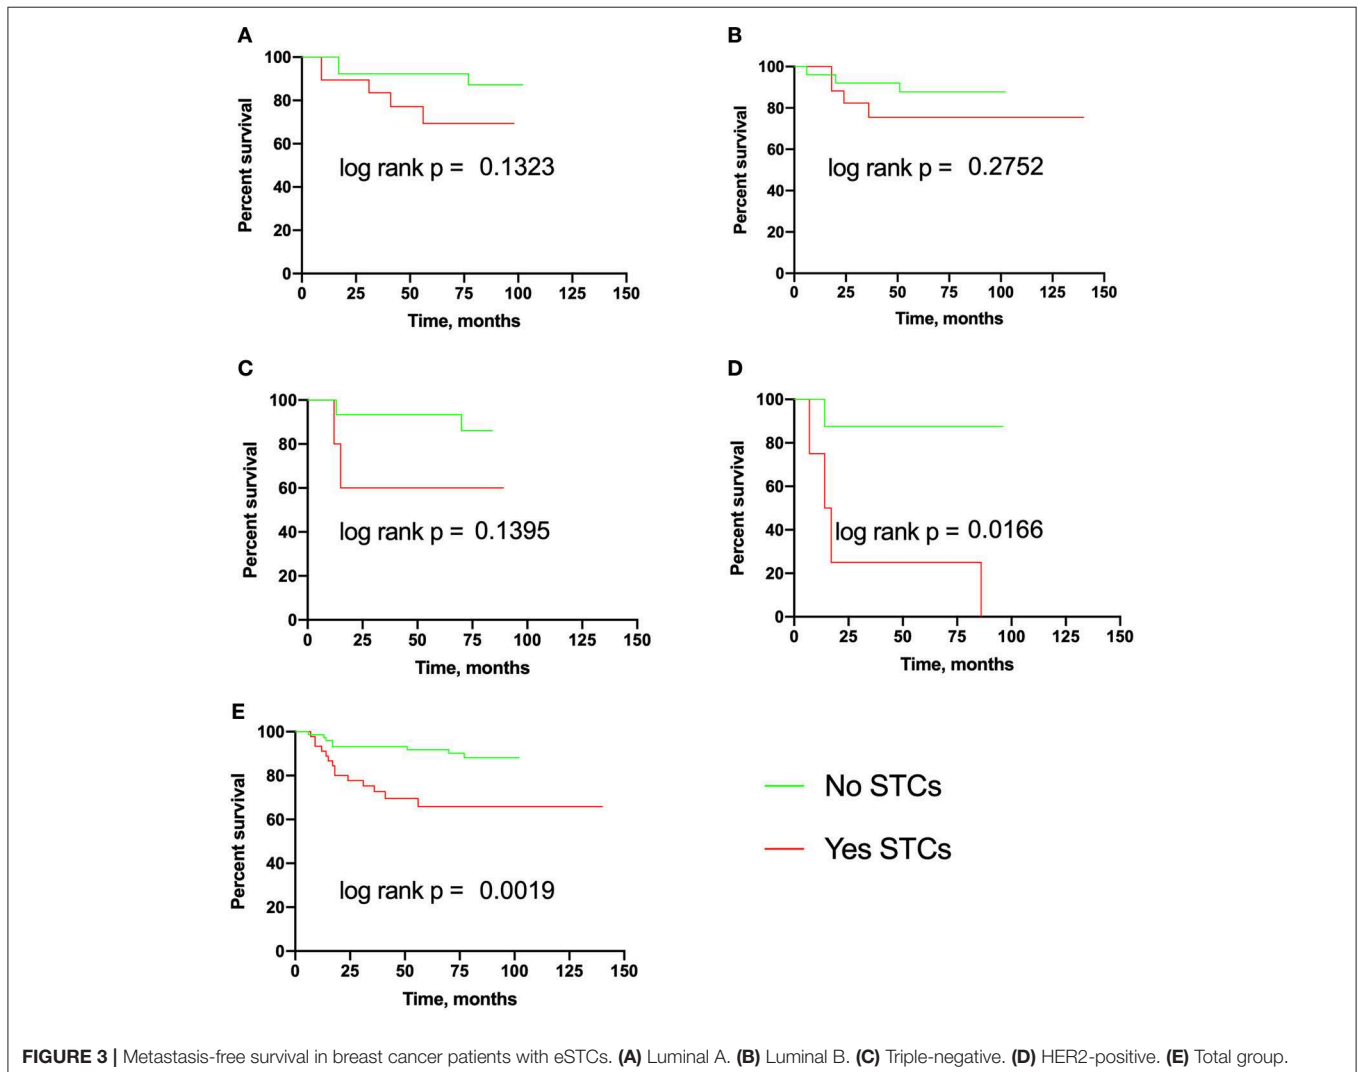 A
100
80
60
40
20
0
0 25 50 75 100 125 150
Percent survival
Time, months
log rank p = 0.1323
B
100
80
60
40
20
0
0 25 50 75 100 125 150
Percent survival
Time, months
log rank p = 0.2752
C
100
80
60
40
20
0
0 25 50 75 100 125 150
Percent survival
Time, months
log rank p = 0.1395
D
100
80
60
40
20
0
0 25 50 75 100 125 150
Percent survival
Time, months
log rank p = 0.0166
E
100
80
60
40
20
0
0 25 50 75 100 125 150
Percent survival
Time, months
log rank p = 0.0019
No STCs
Yes STCs
FIGURE 3 | Metastasis-free survival in breast cancer patients with eSTCs. (A) Luminal A. (B) Luminal B. (C) Triple-negative. (D) HER2-positive. (E) Total group.